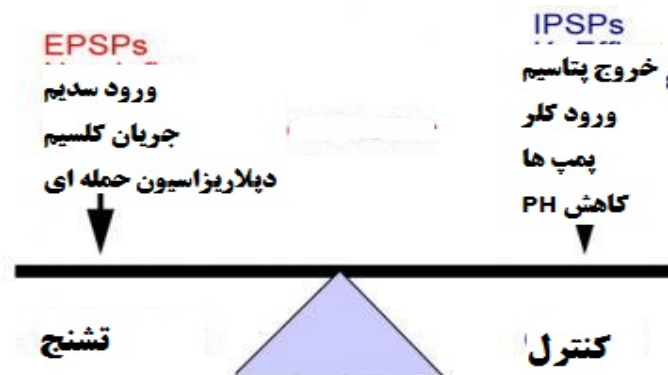 EPSPs
ورود سدیم
جریان کلسیم
دپلاریزاسیون حمله ای
IPSPs
خروج پتاسیم
ورود کلر
پمپ ها
کاهش PH
تشنج
کنترل